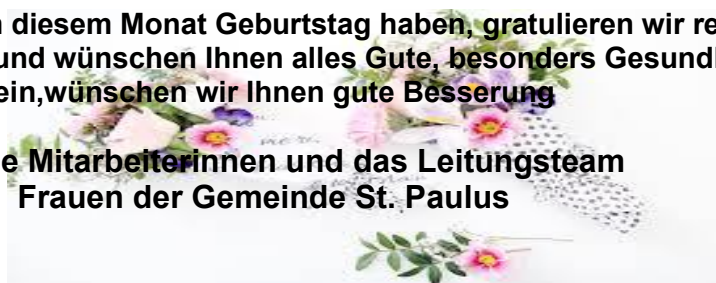 n diesem Monat Geburtstag haben, gratulieren wir re
und wünschen Ihnen alles Gute, besonders Gesund
ein,wünschen wir Ihnen gute Besserung
e Mitarbeiterinnen und das Leitungsteam
Frauen der Gemeinde St. Paulus